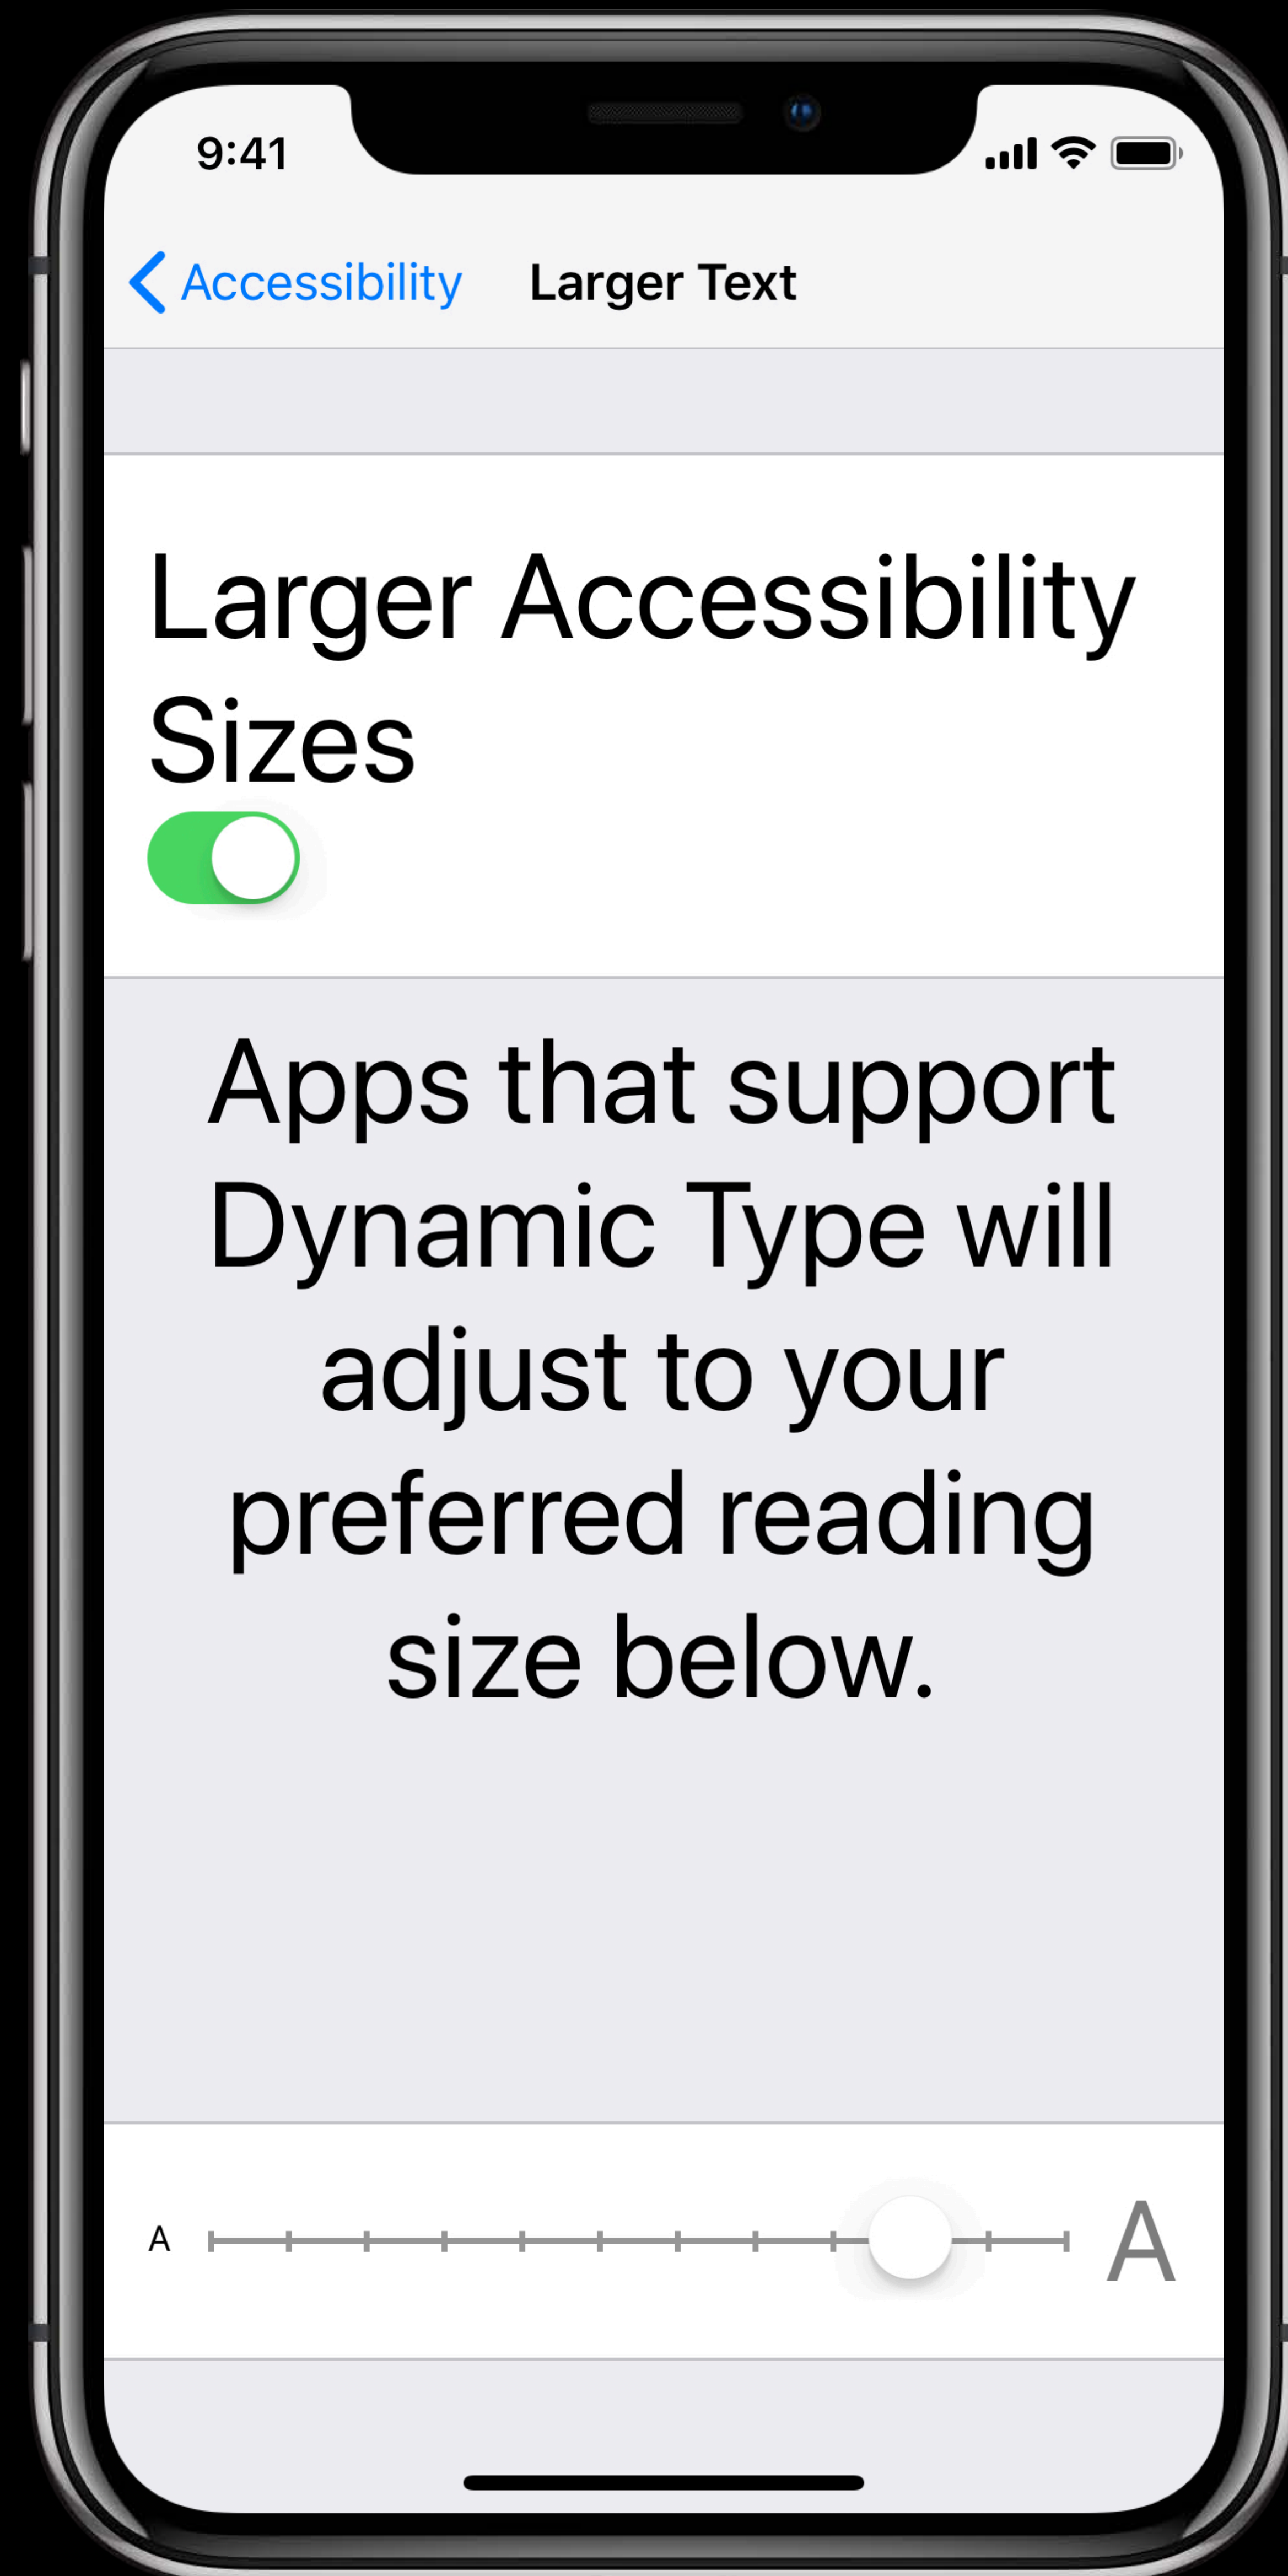 9:41
Accessibility Larger Text
Larger Accessibility
Sizes
Apps that support
Dynamic Type will
adjust to your
preferred reading
size below.
A A